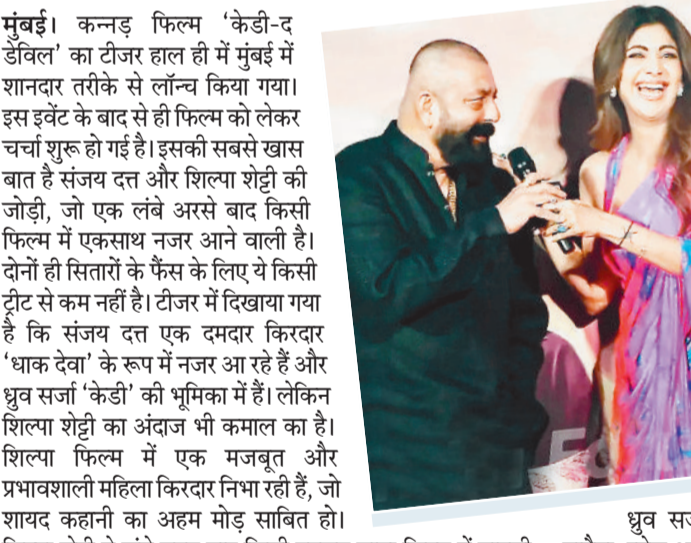 मुंबई। कन्नड़ फिल्म ‘केडी-द
डेविल’ का टीजर हाल ही में मुंबई में
शानदार तरीके से लॉन्च किया गया।
इस इवेंट के बाद से ही फिल्म को लेकर
चर्चा शुरू हो गई है। इसकी सबसे खास
बात है संजय दत्त और शिल्पा शेट्टी की
जोड़ी, जो एक लंबे अरसे बाद किसी
फिल्म में एकसाथ नजर आने वाली है।
दोनों ही सितारों के फैंस के लिए ये किसी
ट्रीट से कम नहीं है। टीजर में दिखाया गया
है कि संजय दत्त एक दमदार किरदार
‘धाक देवा’ के रूप में नजर आ रहे हैं और
ध्रुव सर्जा ‘केडी’ की भूमिका में हैं। लेकिन
शिल्पा शेट्टी का अंदाज भी कमाल का है।
शिल्पा फिल्म में एक मजबूत और
प्रभावशाली महिला किरदार निभा रही हैं, जो
शायद कहानी का अहम मोड़ साबित हो।
ध्रुव